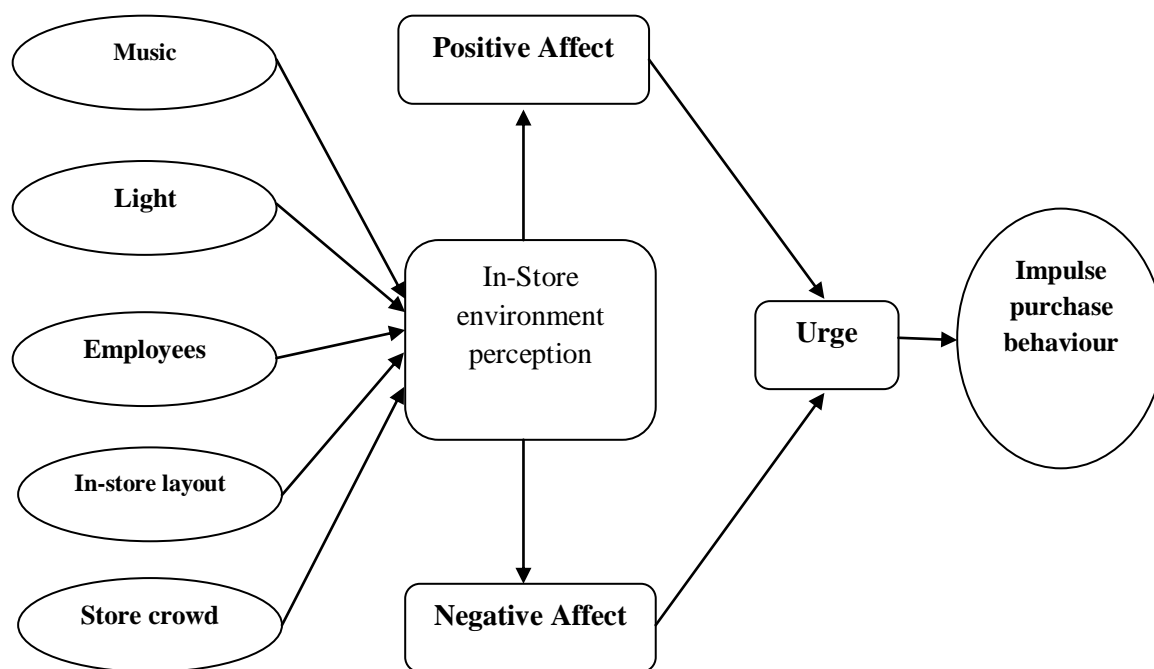 Music
Light
Employees
In-store layout
Store crowd
Positive Affect
In-Store
environment
perception
Negative Affect
Urge
Impulse
purchase
behaviour